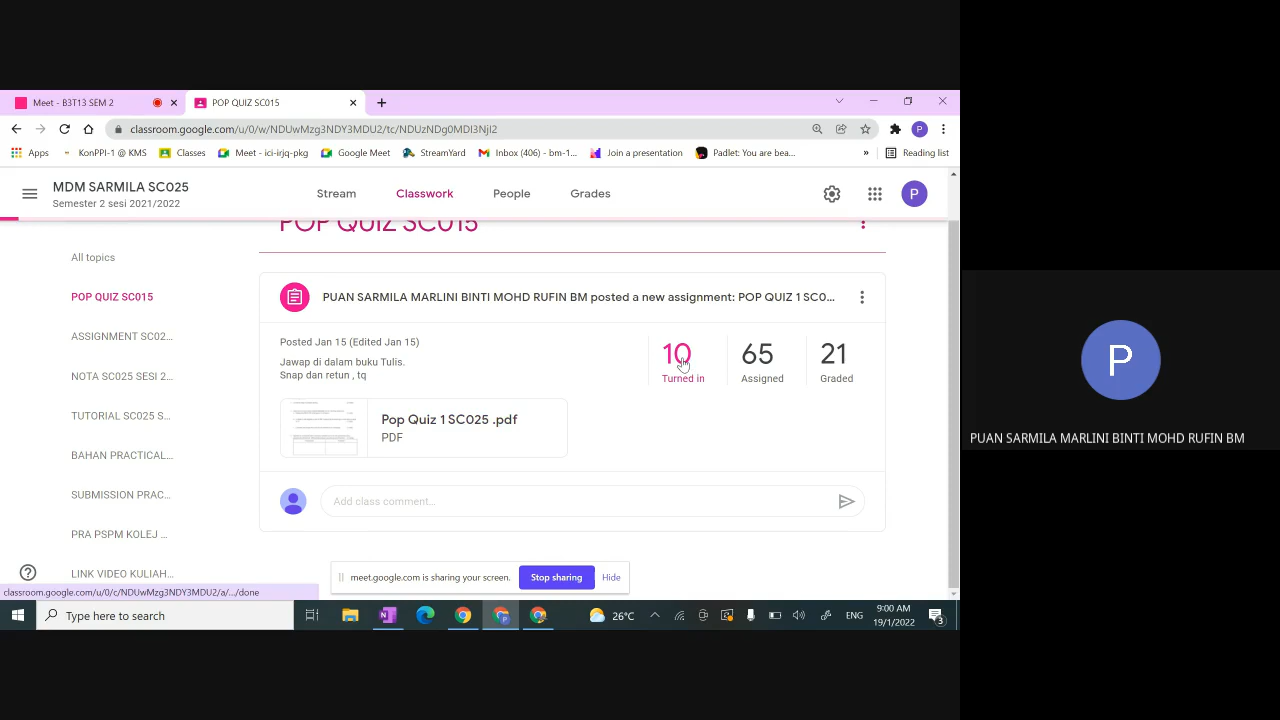 Meet - B3T13 SEM 2
POP QUIZ SC015
classroom.google.com/u/0/w/NDUwMzg3NDY3MDU2/tc/NDUzNDg0MDI3NjI2
Apps
KonPPI-1 @ KMS
Classes
Meet - ici-irjq-pkg
Google Meet
StreamYard
Inbox (406) - bm-1...
Join a presentation
Padlet: You are bea...
»
Reading list
MDM SARMILA SC025
Semester 2 sesi 2021/2022
Stream
Classwork
People
Grades
P
POP QUIZ SC015
All topics
POP QUIZ SC015
ASSIGNMENT SC02...
NOTA SC025 SESI 2...
TUTORIAL SC025 S...
BAHAN PRACTICAL...
SUBMISSION PRAC...
PRA PSPM KOLEJ ...
LINK VIDEO KULIAH...
PUAN SARMILA MARLINI BINTI MOHD RUFIN BM posted a new assignment: POP QUIZ 1 SC0...
Posted Jan 15 (Edited Jan 15)
Jawap di dalam buku Tulis.
Snap dan retun , tq
10
Turned in
65
Assigned
21
Graded
Pop Quiz 1 SC025 .pdf
PDF
Add class comment...
meet.google.com is sharing your screen.
Stop sharing
Hide
classroom.google.com/u/0/c/NDUwMzg3NDY3MDU2/a/.../done
Type here to search
26°C
ENG
9:00 AM
19/1/2022
3
P
PUAN SARMILA MARLINI BINTI MOHD RUFIN BM